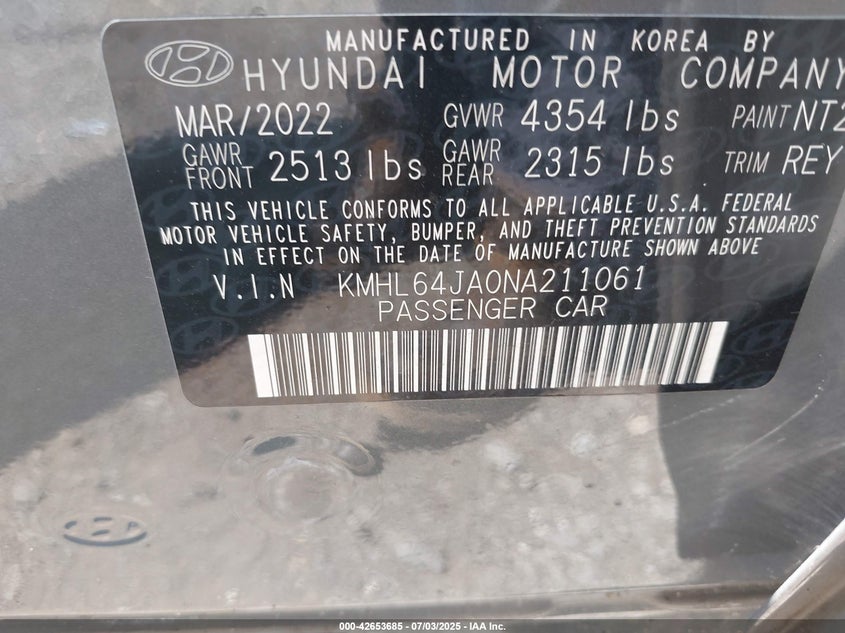 MANUFACTURED IN KOREA BY
HYUNDAI MOTOR COMPANY
MAR/2022 GVWR 4354 lbs PAINT NT2
GAWR FRONT 2513 lbs GAWR REAR 2315 lbs TRIM REY
THIS VEHICLE CONFORMS TO ALL APPLICABLE U.S.A. FEDERAL
MOTOR VEHICLE SAFETY, BUMPER, AND THEFT PREVENTION STANDARDS
IN EFFECT ON THE DATE OF MANUFACTURE SHOWN ABOVE
V.I.N KMHL64JA0NA211061
PASSENGER CAR
000-42653685 - 07/03/2025 - IAA Inc.